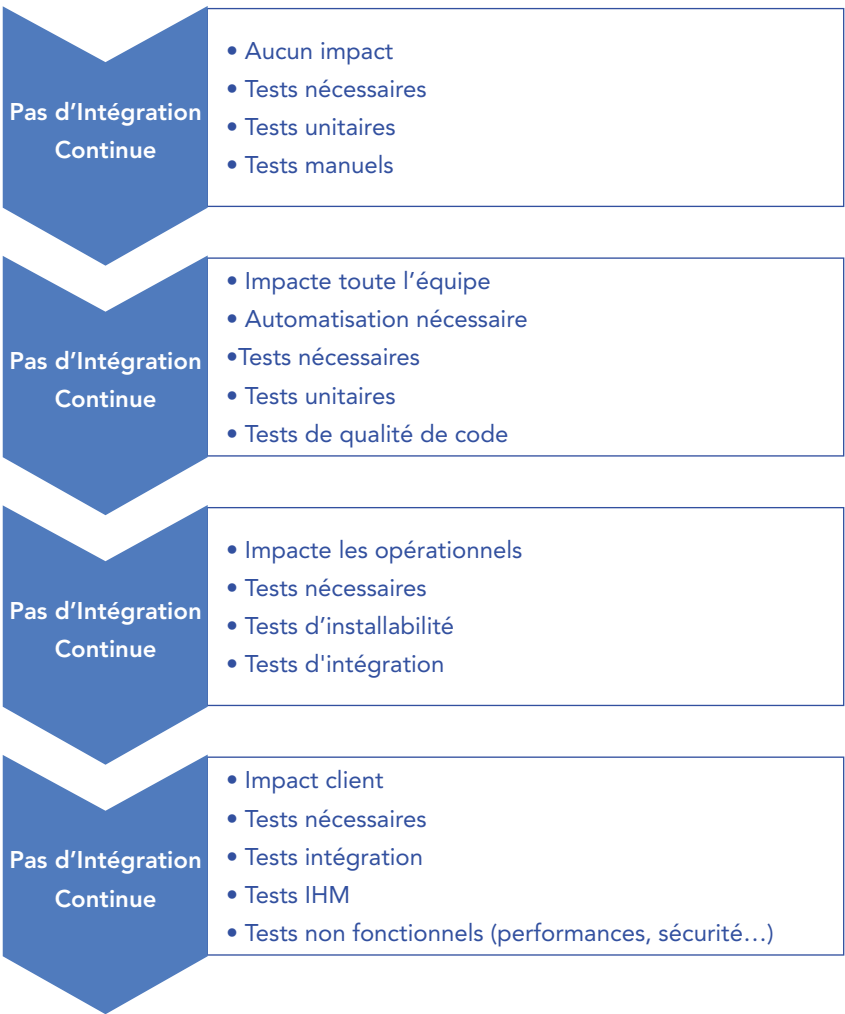 Pas d’Intégration
Continue
• Aucun impact
• Tests nécessaires
• Tests unitaires
• Tests manuels
Pas d’Intégration
Continue
• Impacte toute l’équipe
• Automatisation nécessaire
•Tests nécessaires
• Tests unitaires
• Tests de qualité de code
Pas d’Intégration
Continue
• Impacte les opérationnels
• Tests nécessaires
• Tests d’installabilité
• Tests d'intégration
Pas d’Intégration
Continue
• Impact client
• Tests nécessaires
• Tests intégration
• Tests IHM
• Tests non fonctionnels (performances, sécurité…)